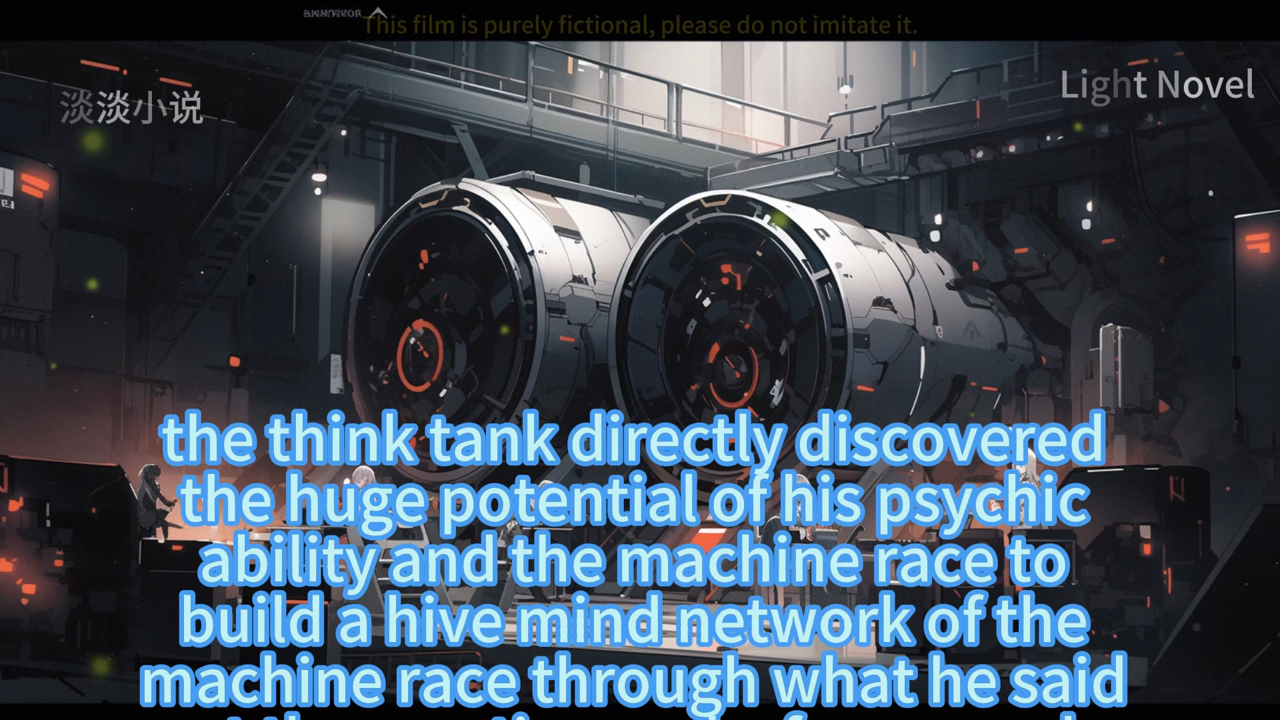 This film is purely fictional, please do not imitate it.
淡淡小说
Light Novel
the think tank directly discovered
the huge potential of his psychic
ability and the machine race to
build a hive mind network of the
machine race through what he said